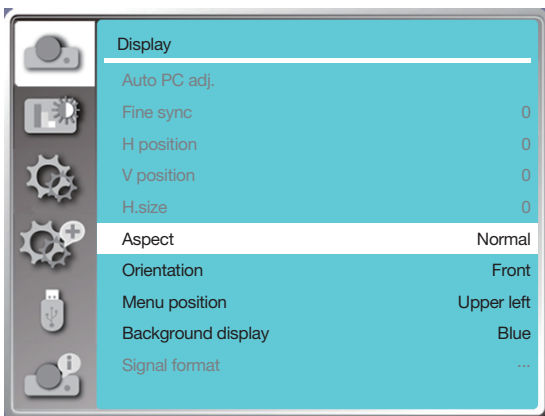 Display
Auto PC adj.
Fine sync 0
H position 0
V position 0
H.size 0
Aspect Normal
Orientation Front
Menu position Upper left
Background display Blue
Signal format ...